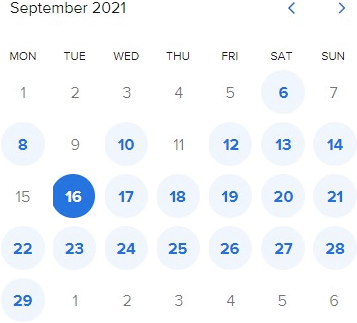 September 2021
MON TUE WED THU FRI SAT SUN
1 2 3 4 5 6 7
8 9 10 11 12 13 14
15 16 17 18 19 20 21
22 23 24 25 26 27 28
29 1 2 3 4 5 6